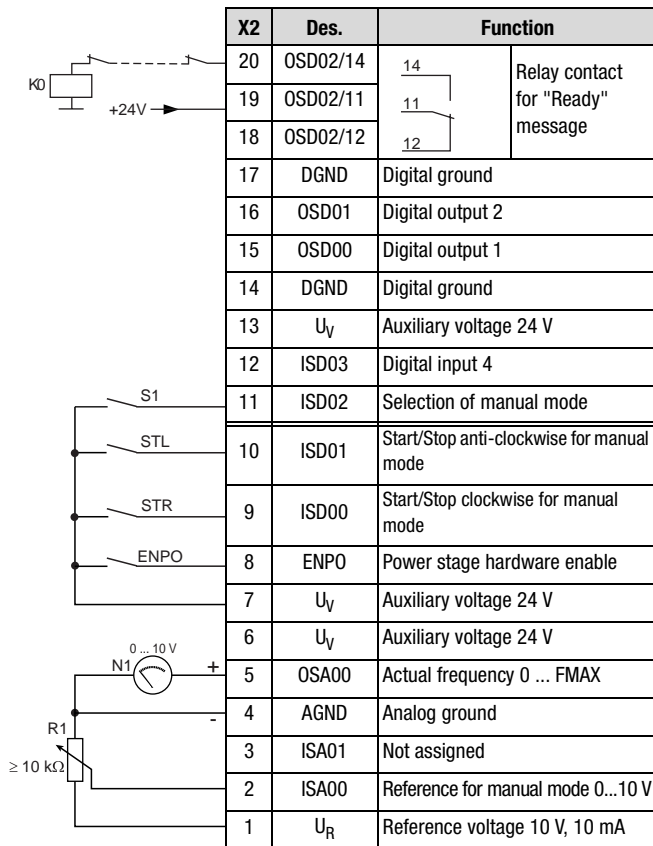 X2 Des. Function
K0
+24V
20 OSD02/14
19 OSD02/11
18 OSD02/12
14
11
12
Relay contact
for "Ready"
message
17 DGND Digital ground
16 OSD01 Digital output 2
15 OSD00 Digital output 1
14 DGND Digital ground
13 UV Auxiliary voltage 24 V
12 ISD03 Digital input 4
S1 11 ISD02 Selection of manual mode
STL 10 ISD01 Start/Stop anti-clockwise for manual
mode
STR 9 ISD00 Start/Stop clockwise for manual
mode
ENPO 8 ENPO Power stage hardware enable
7 UV Auxiliary voltage 24 V
6 UV Auxiliary voltage 24 V
0 ... 10 V
N1 + 5 OSA00 Actual frequency 0 ... FMAX
- 4 AGND Analog ground
R1
≥ 10 kΩ
3 ISA01 Not assigned
2 ISA00 Reference for manual mode 0...10 V
1 UR Reference voltage 10 V, 10 mA